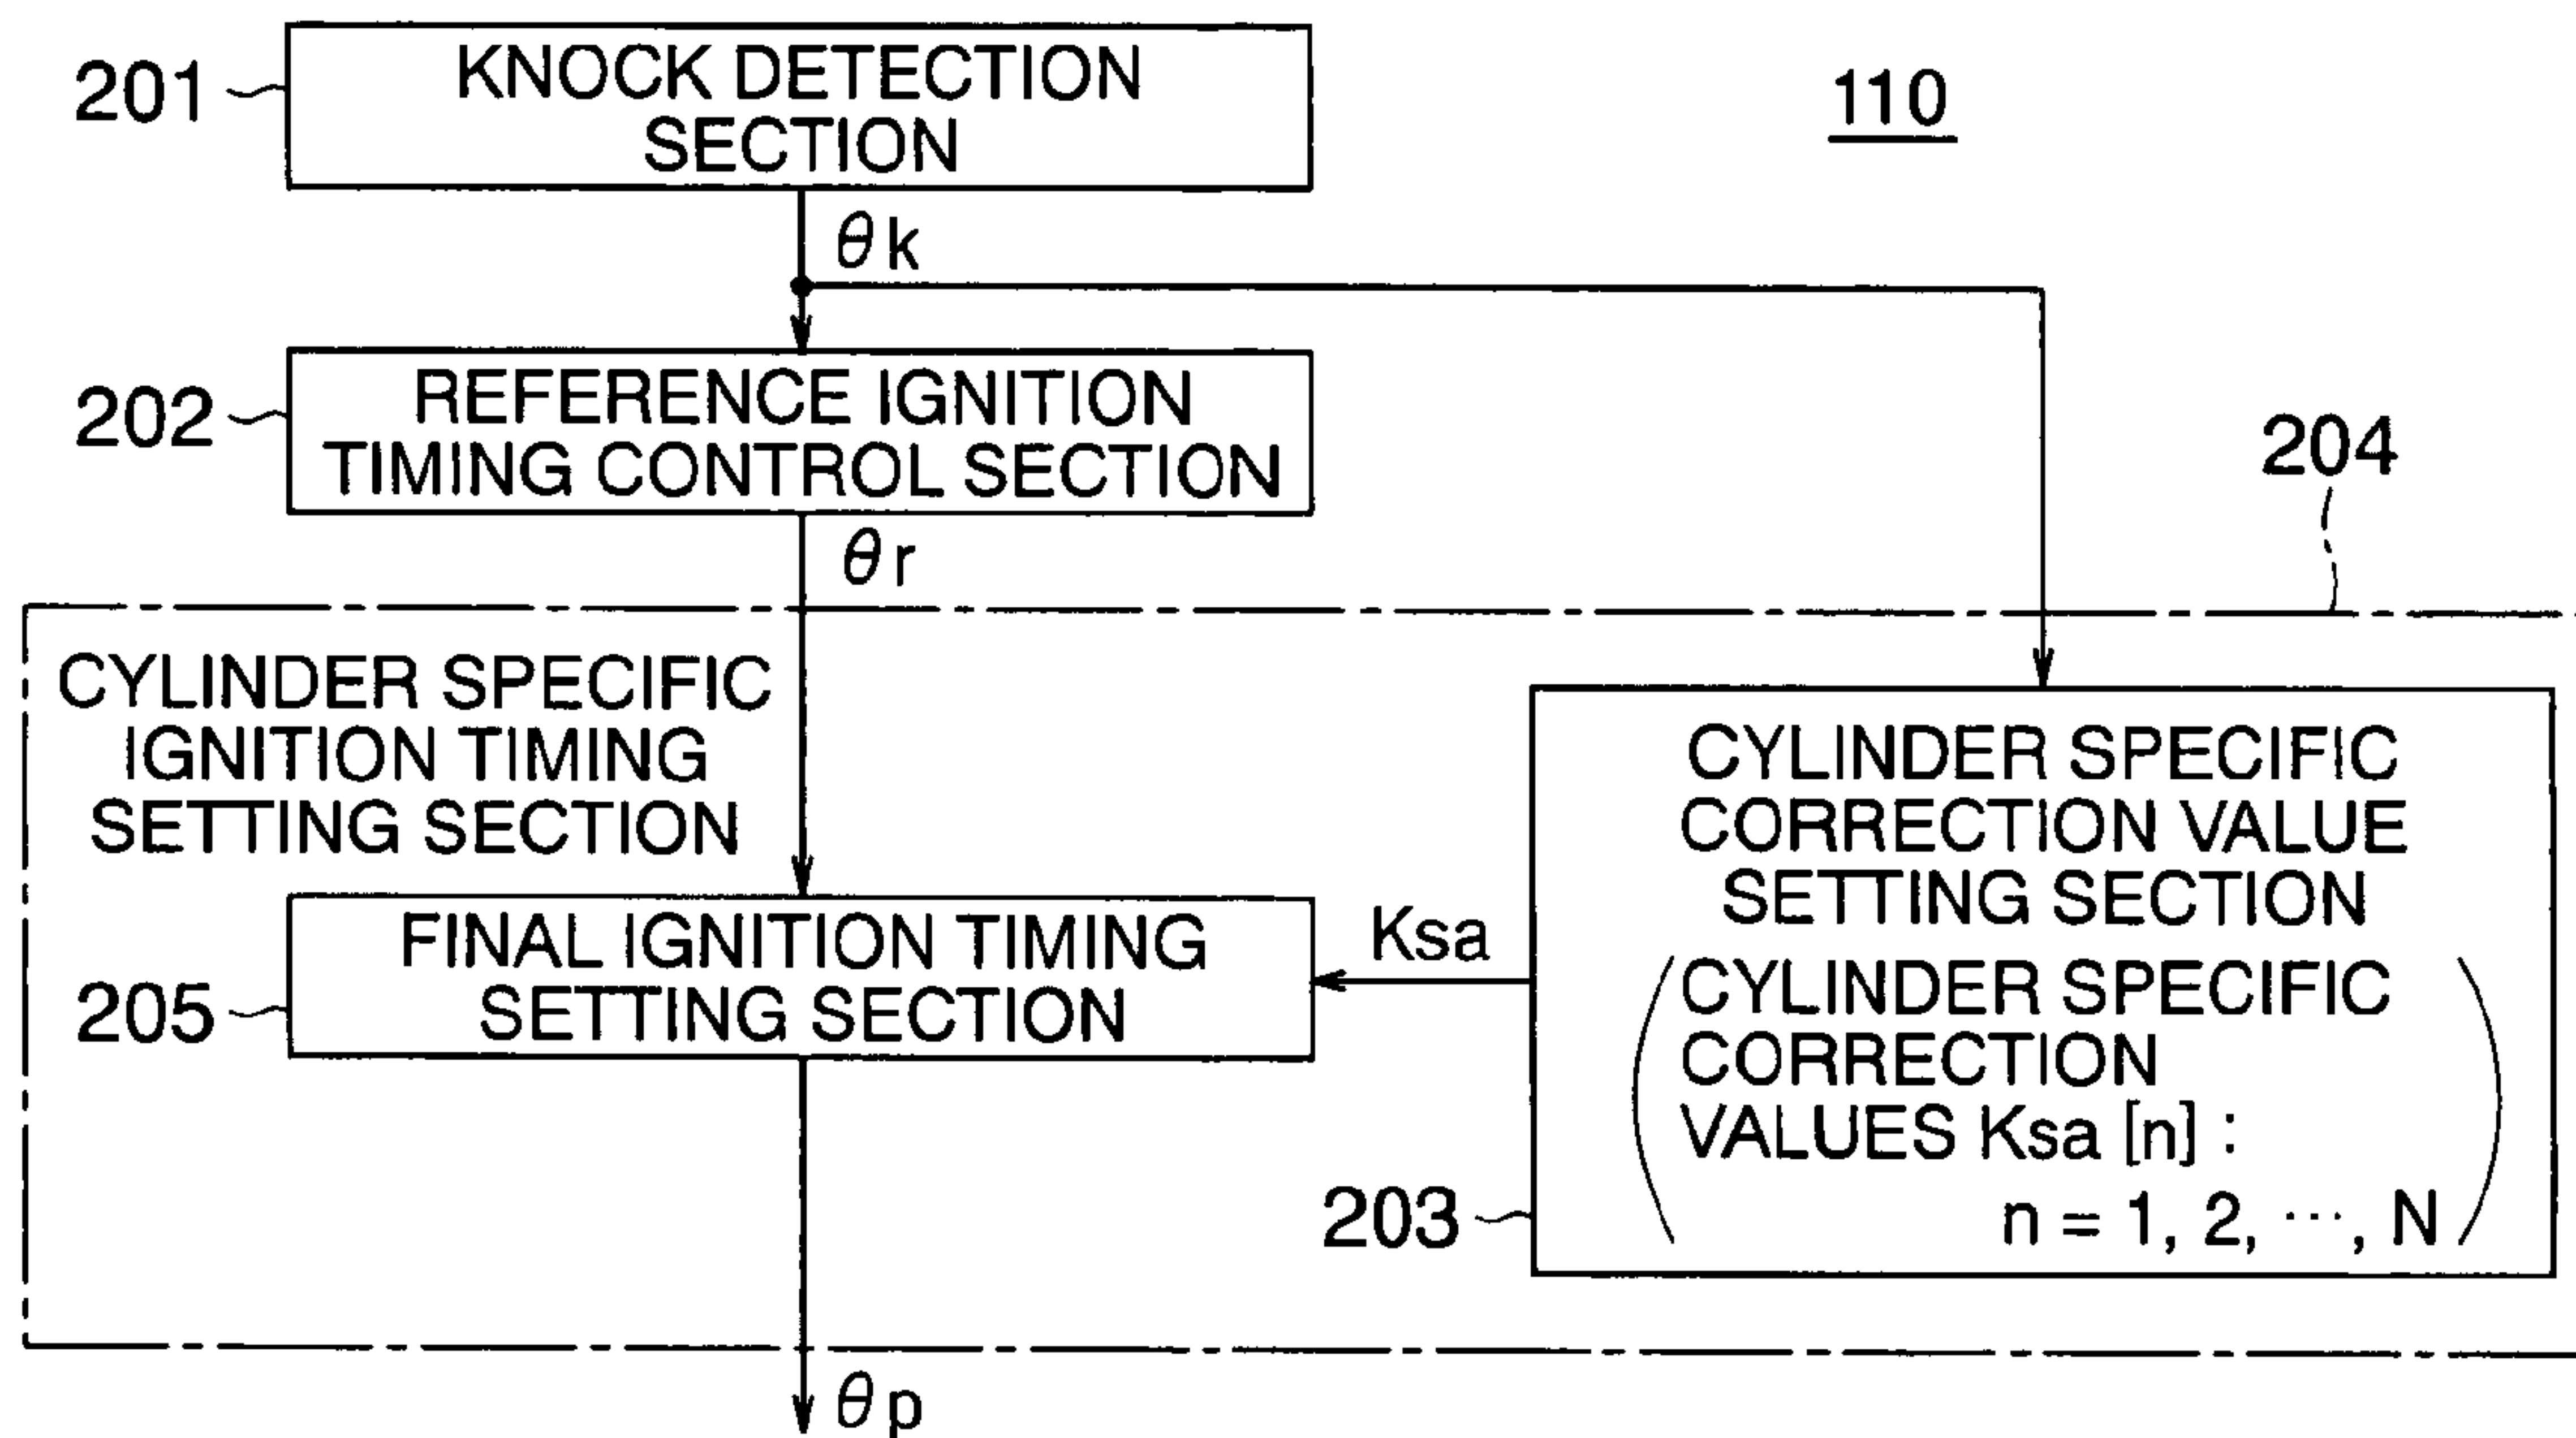 201
KNOCK DETECTION
SECTION
110
θk
202
REFERENCE IGNITION
TIMING CONTROL SECTION
θr
204
CYLINDER SPECIFIC
IGNITION TIMING
SETTING SECTION
205
FINAL IGNITION TIMING
SETTING SECTION
Ksa
CYLINDER SPECIFIC
CORRECTION VALUE
SETTING SECTION
(CYLINDER SPECIFIC
CORRECTION
VALUES Ksa [n] :
n = 1, 2, ⋯, N)
203
θp